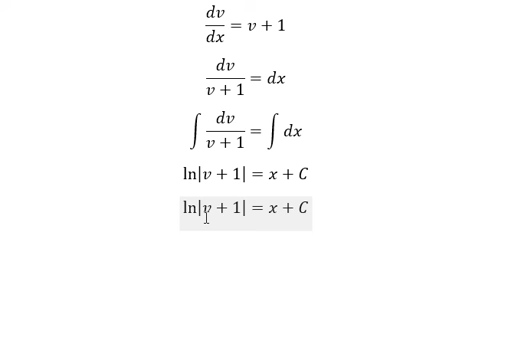 dv/dx = v + 1
dv/(v + 1) = dx
∫ dv/(v + 1) = ∫ dx
ln|v + 1| = x + C
ln|v + 1| = x + C